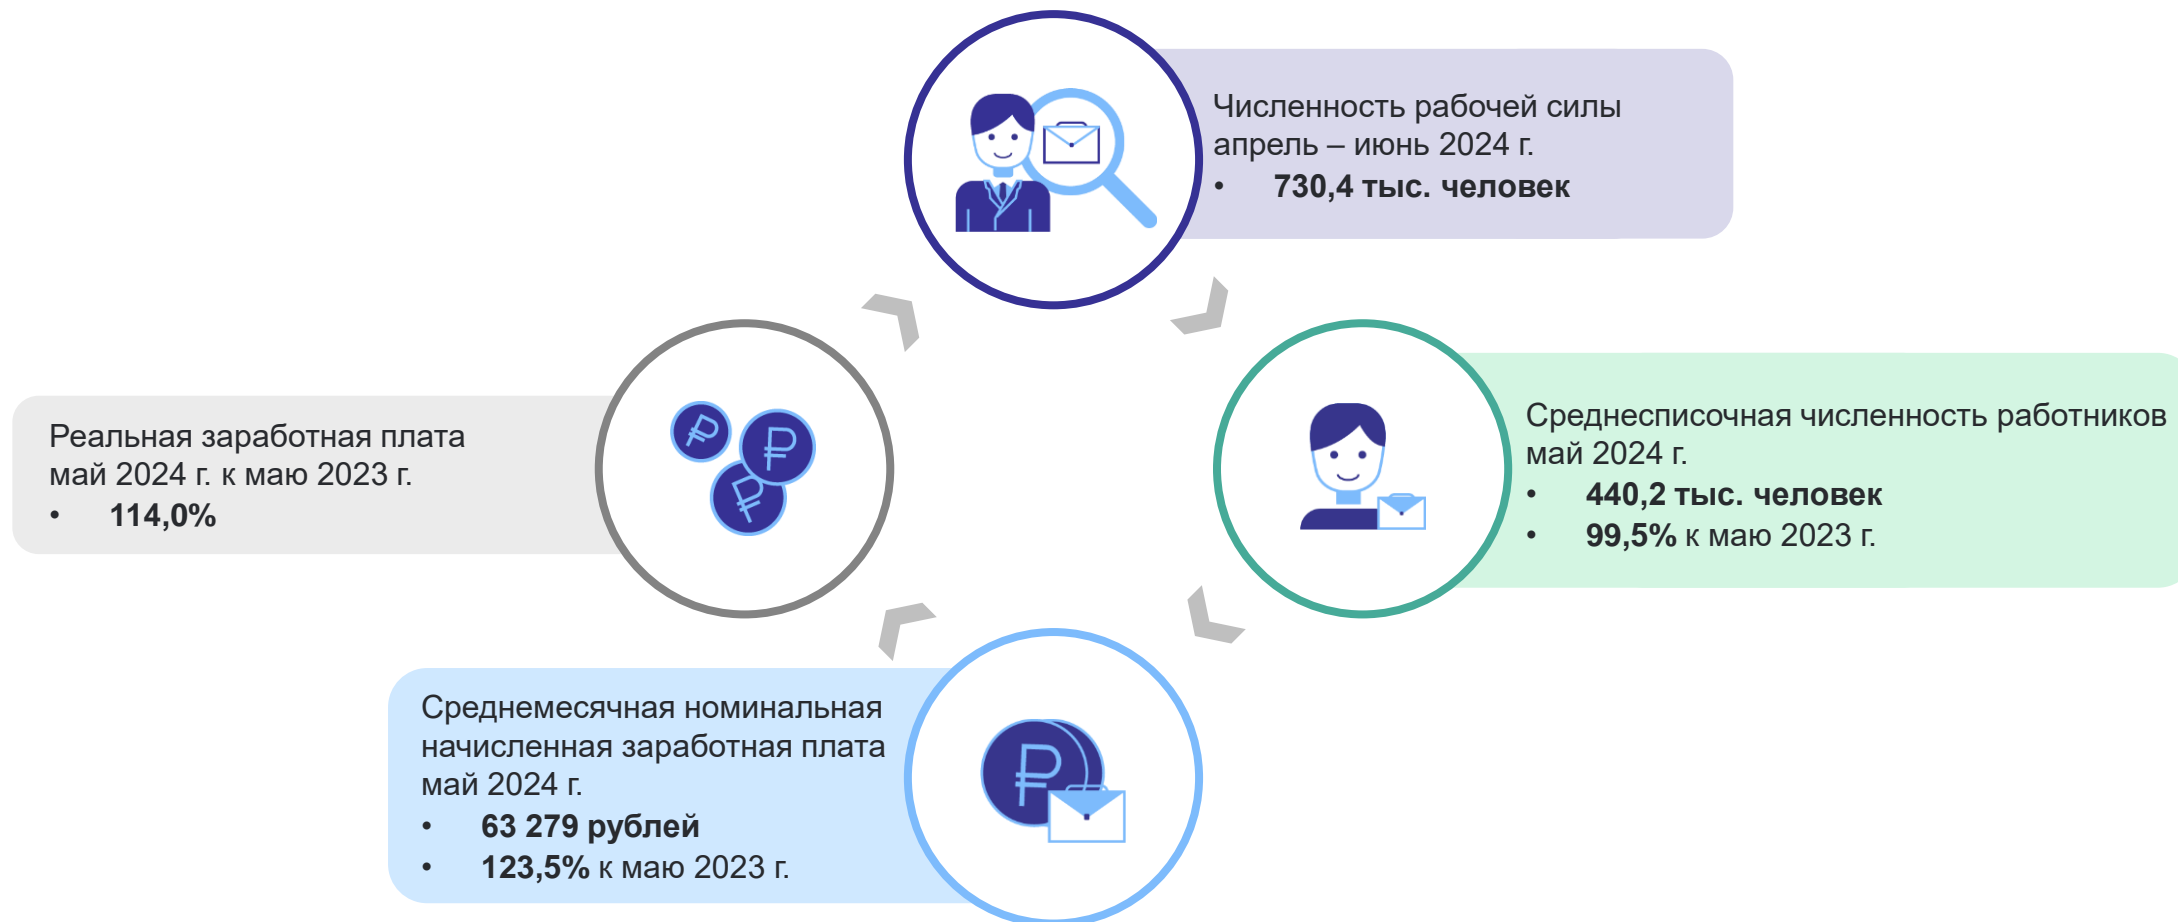 Численность рабочей силы
апрель – июнь 2024 г.
• 730,4 тыс. человек
Среднесписочная численность работников
май 2024 г.
• 440,2 тыс. человек
• 99,5% к маю 2023 г.
Среднемесячная номинальная
начисленная заработная плата
май 2024 г.
• 63 279 рублей
• 123,5% к маю 2023 г.
Реальная заработная плата
май 2024 г. к маю 2023 г.
• 114,0%